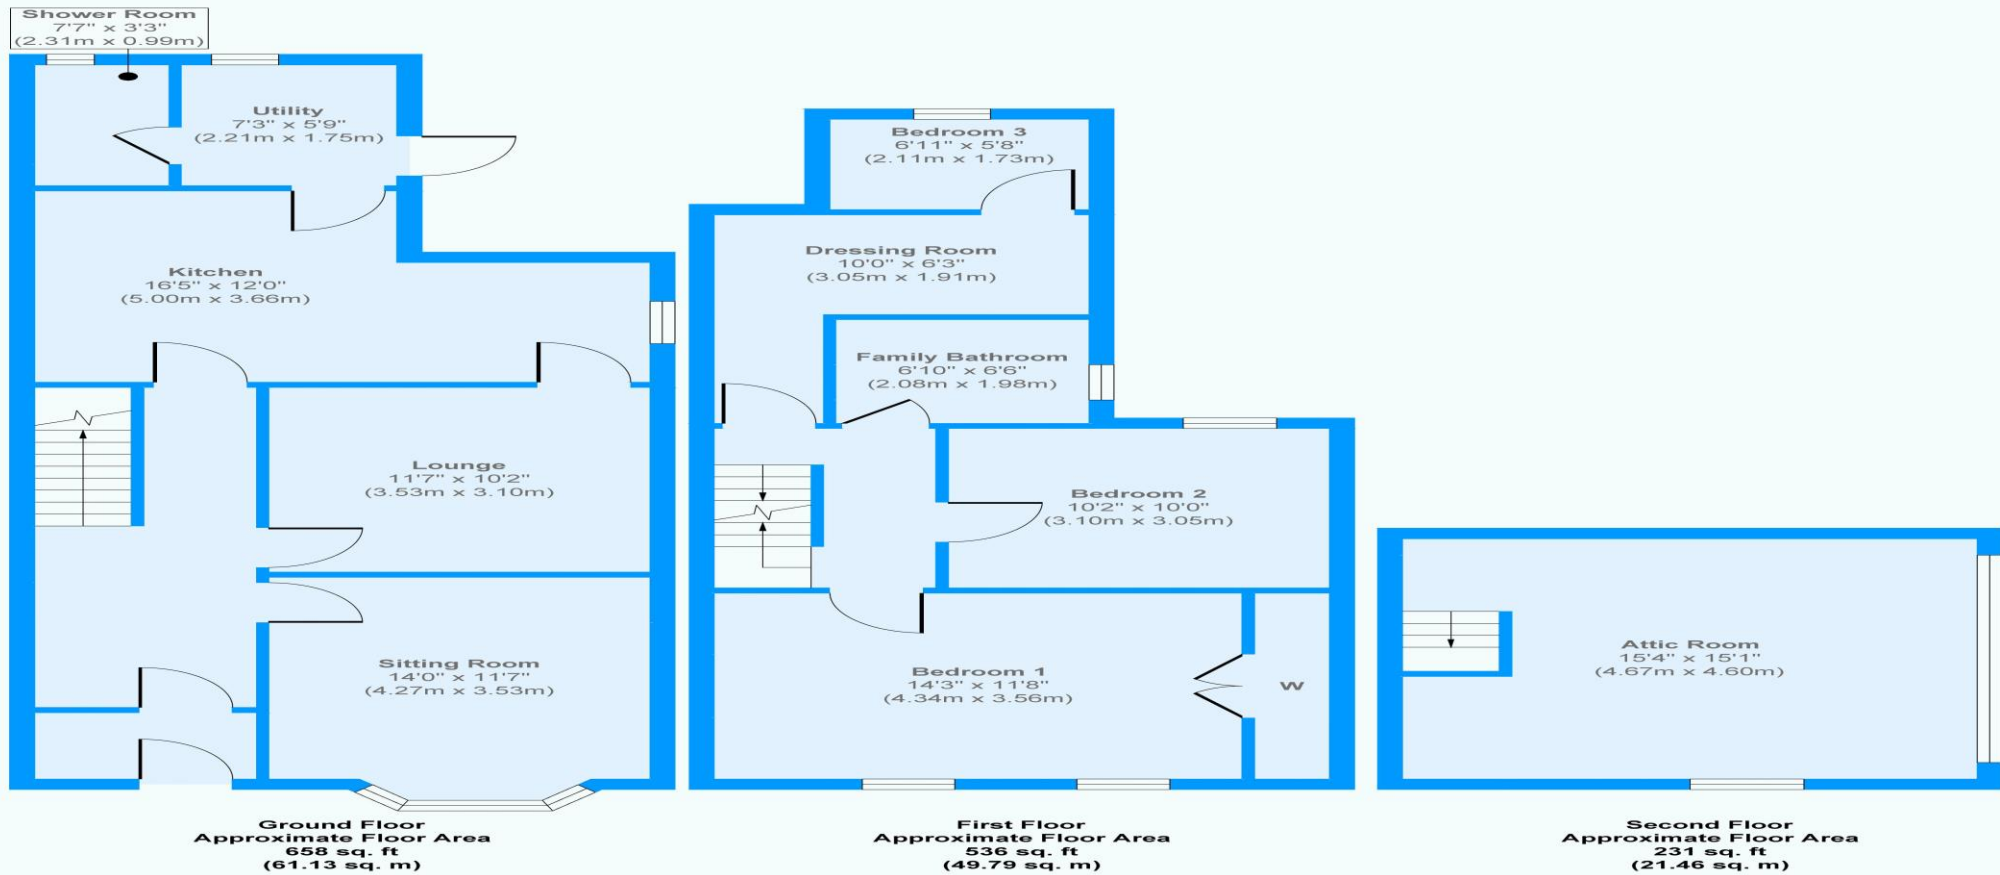 Shower Room
7'7" x 3'3"
(2.31m x 0.99m)
Utility
7'3" x 5'9"
(2.21m x 1.75m)
Kitchen
16'5" x 12'0"
(5.00m x 3.66m)
Lounge
11'7" x 10'2"
(3.53m x 3.10m)
Sitting Room
14'0" x 11'7"
(4.27m x 3.53m)
Ground Floor
Approximate Floor Area
658 sq. ft
(61.13 sq. m)
Bedroom 3
6'11" x 5'8"
(2.11m x 1.73m)
Dressing Room
10'0" x 6'3"
(3.05m x 1.91m)
Family Bathroom
6'10" x 6'6"
(2.08m x 1.98m)
Bedroom 2
10'2" x 10'0"
(3.10m x 3.05m)
Bedroom 1
14'3" x 11'8"
(4.34m x 3.56m)
W
First Floor
Approximate Floor Area
536 sq. ft
(49.79 sq. m)
Attic Room
15'4" x 15'1"
(4.67m x 4.60m)
Second Floor
Approximate Floor Area
231 sq. ft
(21.46 sq. m)